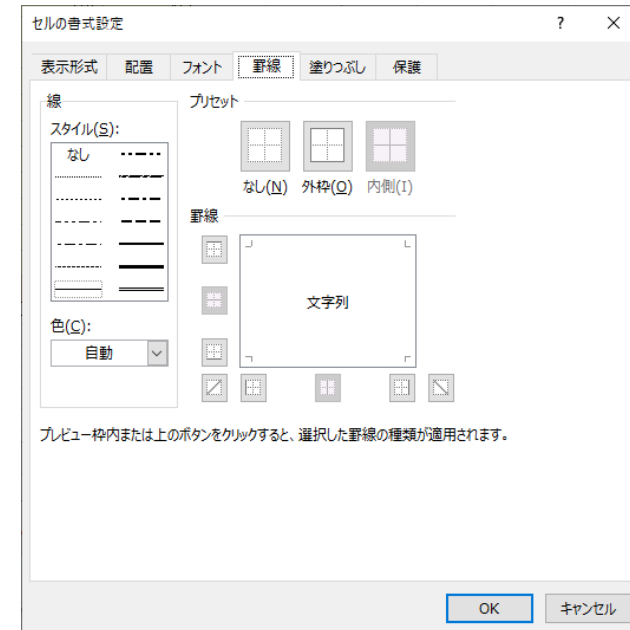 セルの書式設定 ? ×
表示形式 配置 フォント 罫線 塗りつぶし 保護
線
スタイル(S):
なし
色(C):
自動
プリセット
なし(N) 外枠(O) 内側(I)
罫線
文字列
プレビュー枠内または上のボタンをクリックすると、選択した罫線の種類が適用されます。
OK キャンセル